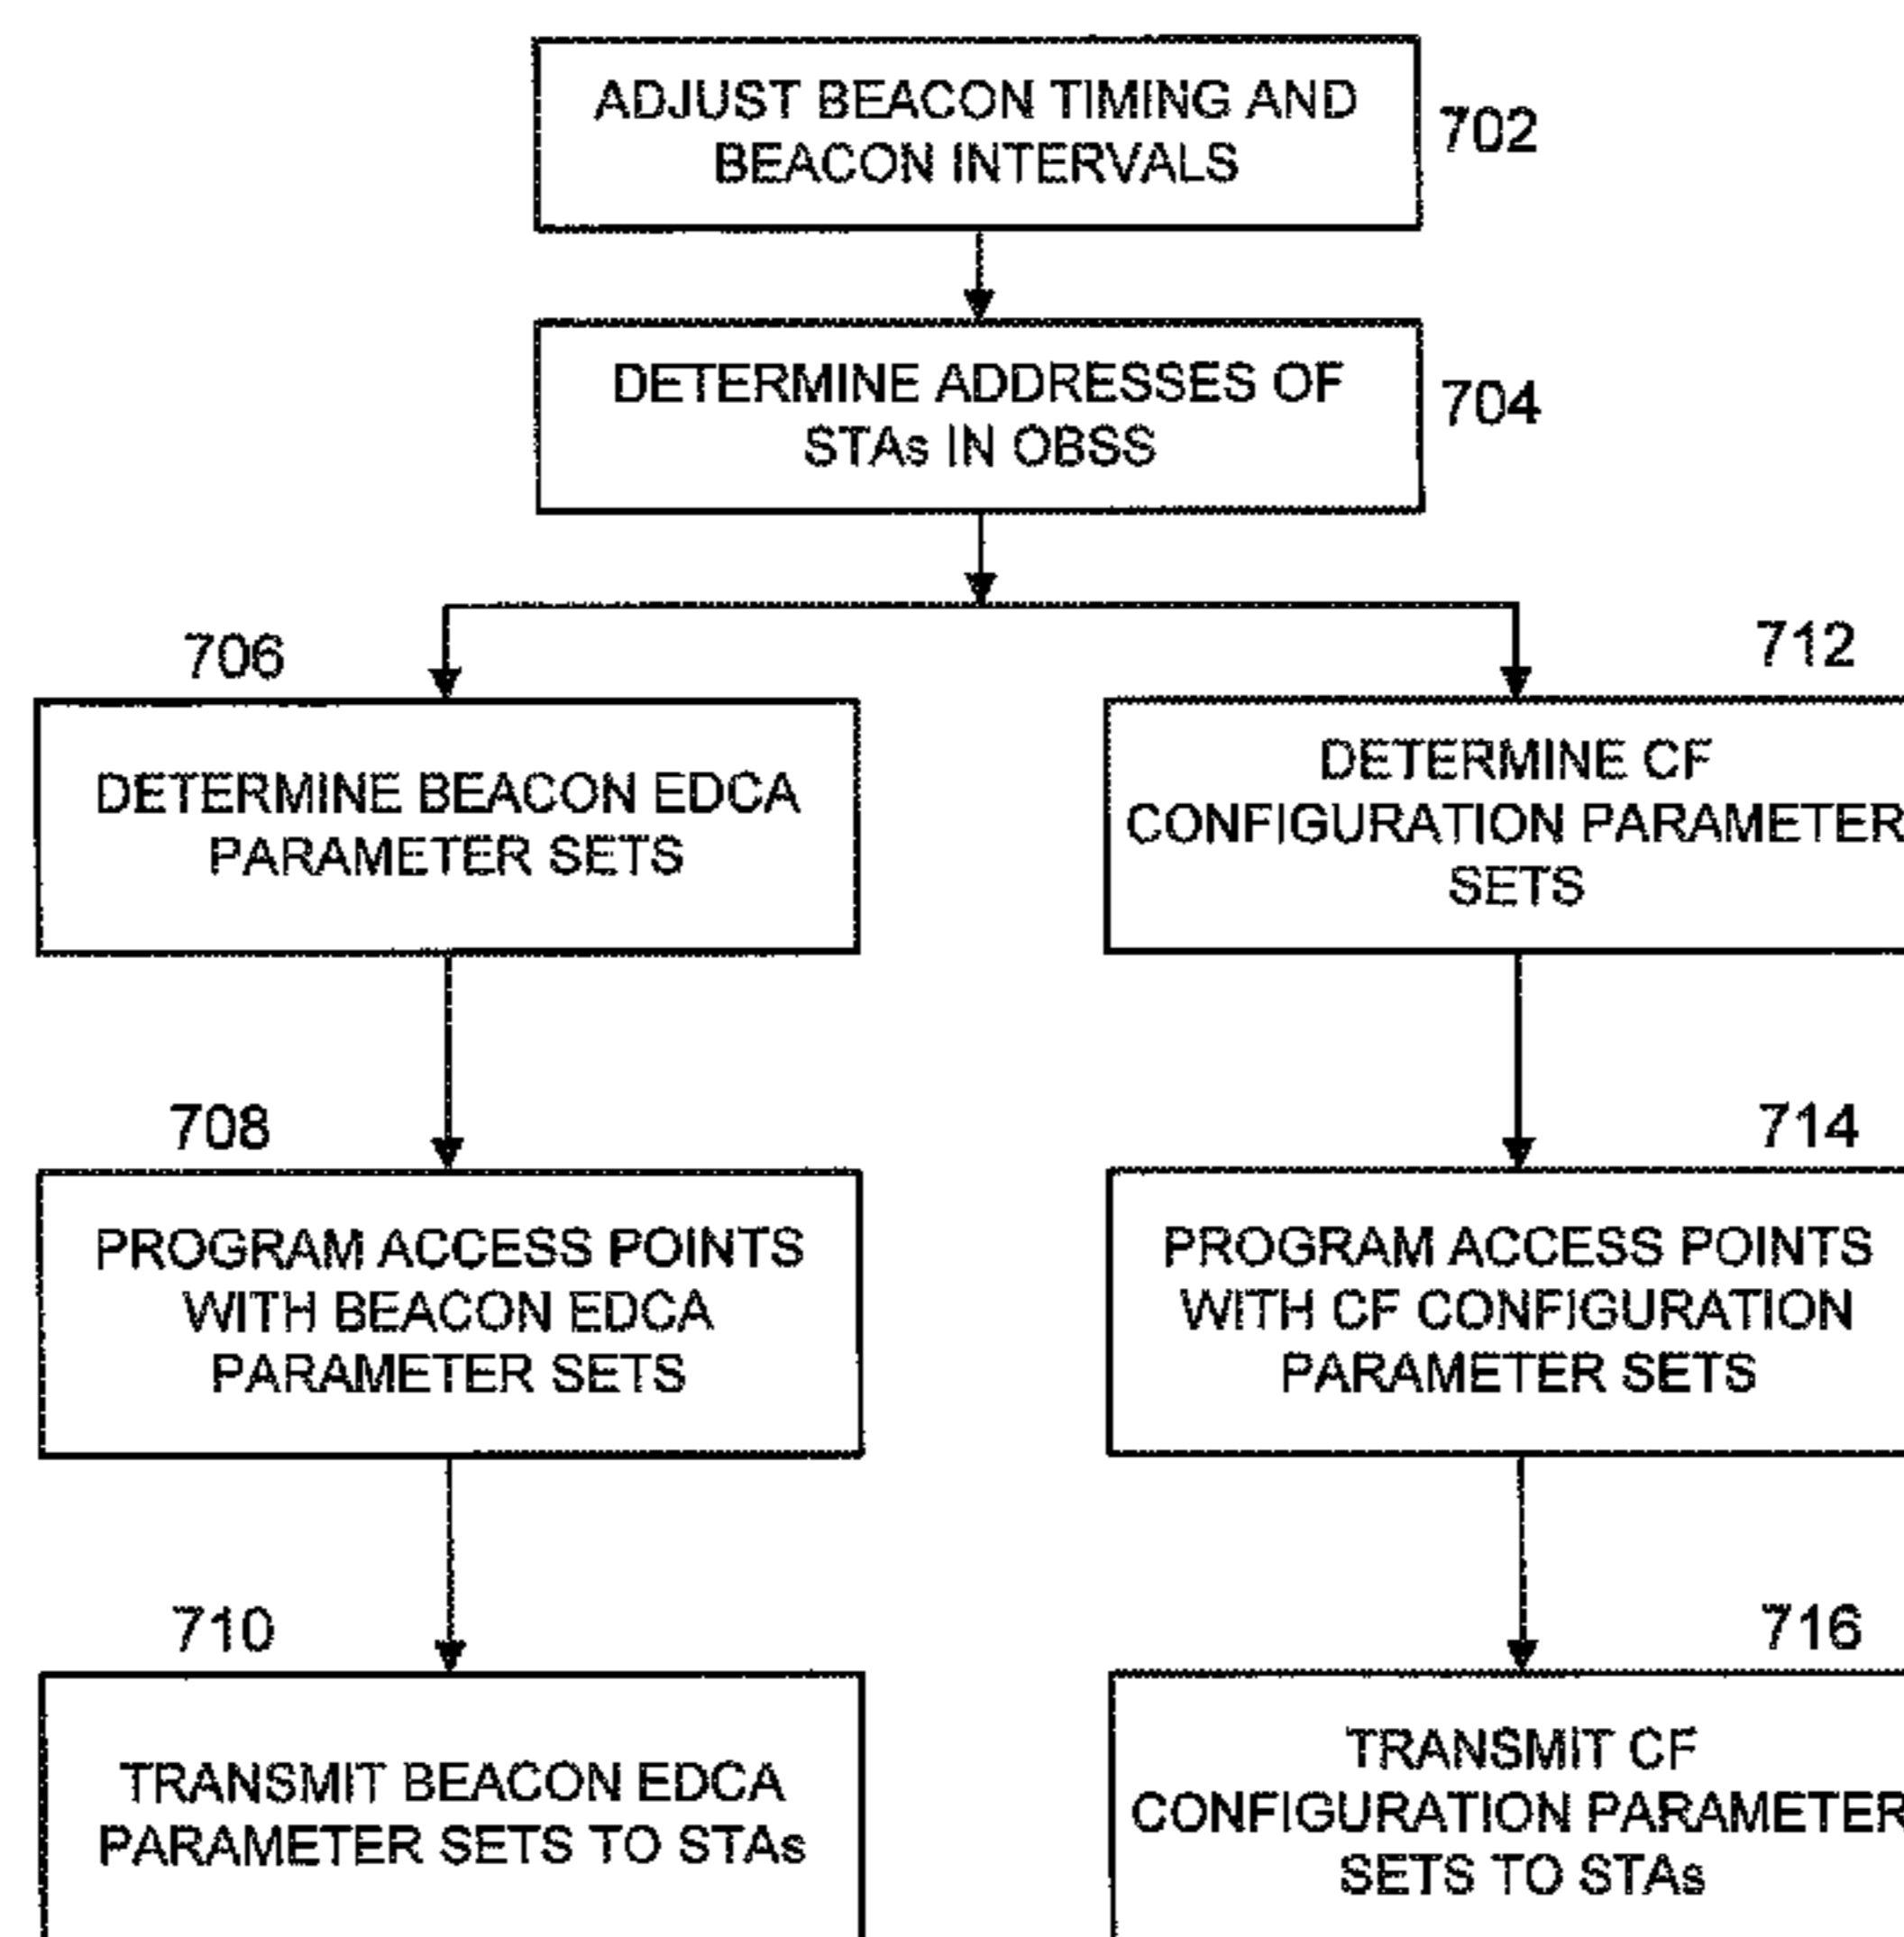 ADJUST BEACON TIMING AND
BEACON INTERVALS
702
DETERMINE ADDRESSES OF
STAs IN OBSS
704
706
DETERMINE BEACON EDCA
PARAMETER SETS
712
DETERMINE CF
CONFIGURATION PARAMETER
SETS
708
PROGRAM ACCESS POINTS
WITH BEACON EDCA
PARAMETER SETS
714
PROGRAM ACCESS POINTS
WITH CF CONFIGURATION
PARAMETER SETS
710
TRANSMIT BEACON EDCA
PARAMETER SETS TO STAs
716
TRANSMIT CF
CONFIGURATION PARAMETER
SETS TO STAs